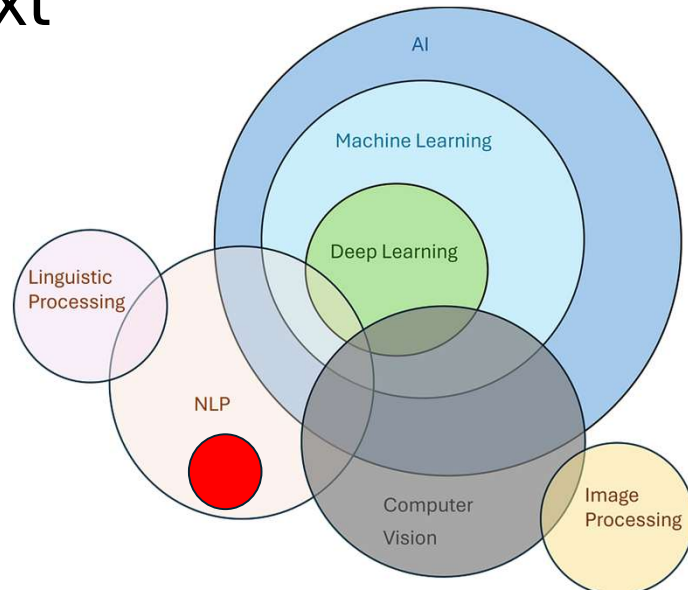 AI
Machine Learning
Deep Learning
Linguistic
Processing
NLP
Computer
Vision
Image
Processing